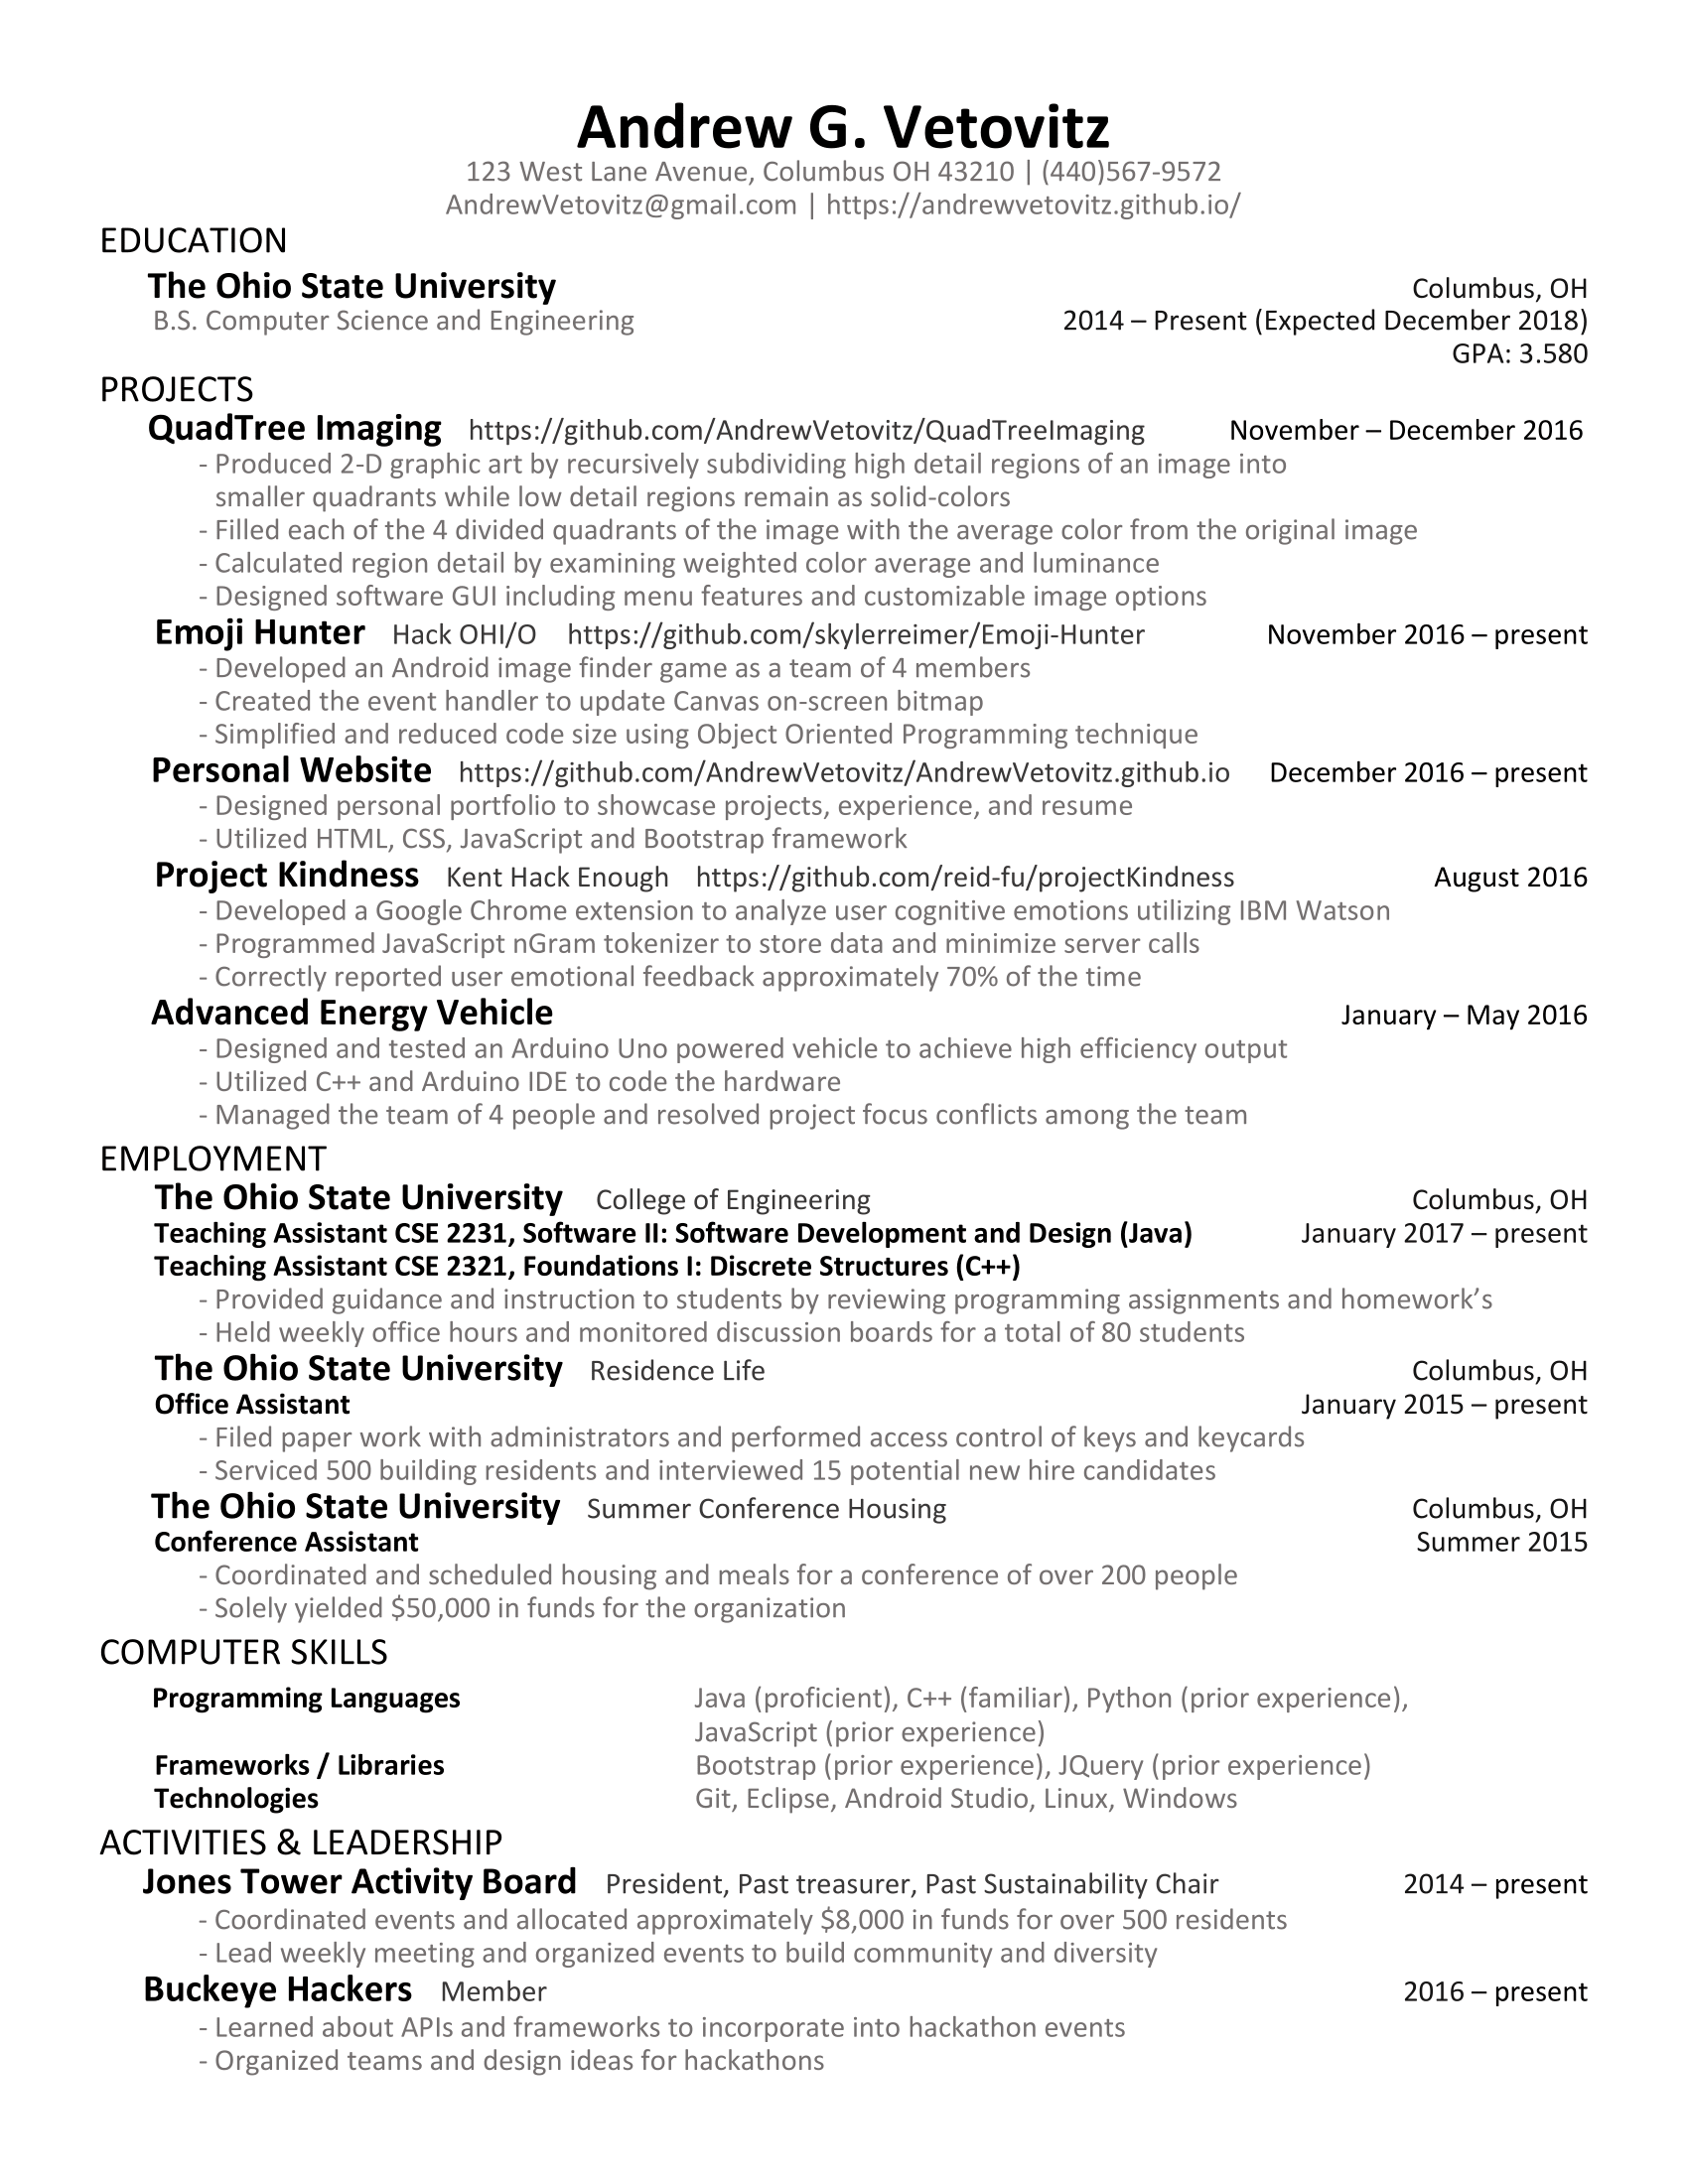 Andrew G. Vetovitz
123 West Lane Avenue, Columbus OH 43210 | (440)567-9572
AndrewVetovitz@gmail.com | https://andrewvetovitz.github.io/
EDUCATION
The Ohio State University Columbus, OH
B.S. Computer Science and Engineering 2014 – Present (Expected December 2018)
GPA: 3.580
PROJECTS
QuadTree Imaging https://github.com/AndrewVetovitz/QuadTreeImaging November – December 2016
- Produced 2-D graphic art by recursively subdividing high detail regions of an image into
smaller quadrants while low detail regions remain as solid-colors
- Filled each of the 4 divided quadrants of the image with the average color from the original image
- Calculated region detail by examining weighted color average and luminance
- Designed software GUI including menu features and customizable image options
Emoji Hunter Hack OHI/O https://github.com/skylerreimer/Emoji-Hunter November 2016 – present
- Developed an Android image finder game as a team of 4 members
- Created the event handler to update Canvas on-screen bitmap
- Simplified and reduced code size using Object Oriented Programming technique
Personal Website https://github.com/AndrewVetovitz/AndrewVetovitz.github.io December 2016 – present
- Designed personal portfolio to showcase projects, experience, and resume
- Utilized HTML, CSS, JavaScript and Bootstrap framework
Project Kindness Kent Hack Enough https://github.com/reid-fu/projectKindness August 2016
- Developed a Google Chrome extension to analyze user cognitive emotions utilizing IBM Watson
- Programmed JavaScript nGram tokenizer to store data and minimize server calls
- Correctly reported user emotional feedback approximately 70% of the time
Advanced Energy Vehicle January – May 2016
- Designed and tested an Arduino Uno powered vehicle to achieve high efficiency output
- Utilized C++ and Arduino IDE to code the hardware
- Managed the team of 4 people and resolved project focus conflicts among the team
EMPLOYMENT
The Ohio State University College of Engineering Columbus, OH
Teaching Assistant CSE 2231, Software II: Software Development and Design (Java) January 2017 – present
Teaching Assistant CSE 2321, Foundations I: Discrete Structures (C++)
- Provided guidance and instruction to students by reviewing programming assignments and homework’s
- Held weekly office hours and monitored discussion boards for a total of 80 students
The Ohio State University Residence Life Columbus, OH
Office Assistant January 2015 – present
- Filed paper work with administrators and performed access control of keys and keycards
- Serviced 500 building residents and interviewed 15 potential new hire candidates
The Ohio State University Summer Conference Housing Columbus, OH
Conference Assistant Summer 2015
- Coordinated and scheduled housing and meals for a conference of over 200 people
- Solely yielded $50,000 in funds for the organization
COMPUTER SKILLS
Programming Languages Java (proficient), C++ (familiar), Python (prior experience),
JavaScript (prior experience)
Frameworks / Libraries Bootstrap (prior experience), JQuery (prior experience)
Technologies Git, Eclipse, Android Studio, Linux, Windows
ACTIVITIES & LEADERSHIP
Jones Tower Activity Board President, Past treasurer, Past Sustainability Chair 2014 – present
- Coordinated events and allocated approximately $8,000 in funds for over 500 residents
- Lead weekly meeting and organized events to build community and diversity
Buckeye Hackers Member 2016 – present
- Learned about APIs and frameworks to incorporate into hackathon events
- Organized teams and design ideas for hackathons